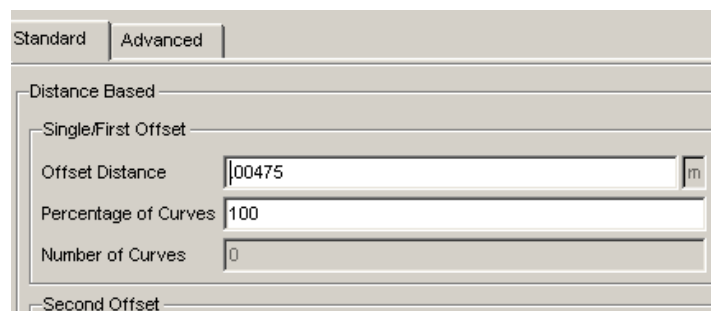 Standard Advanced
Distance Based
Single/First Offset
Offset Distance .00475 m
Percentage of Curves 100
Number of Curves 0
Second Offset